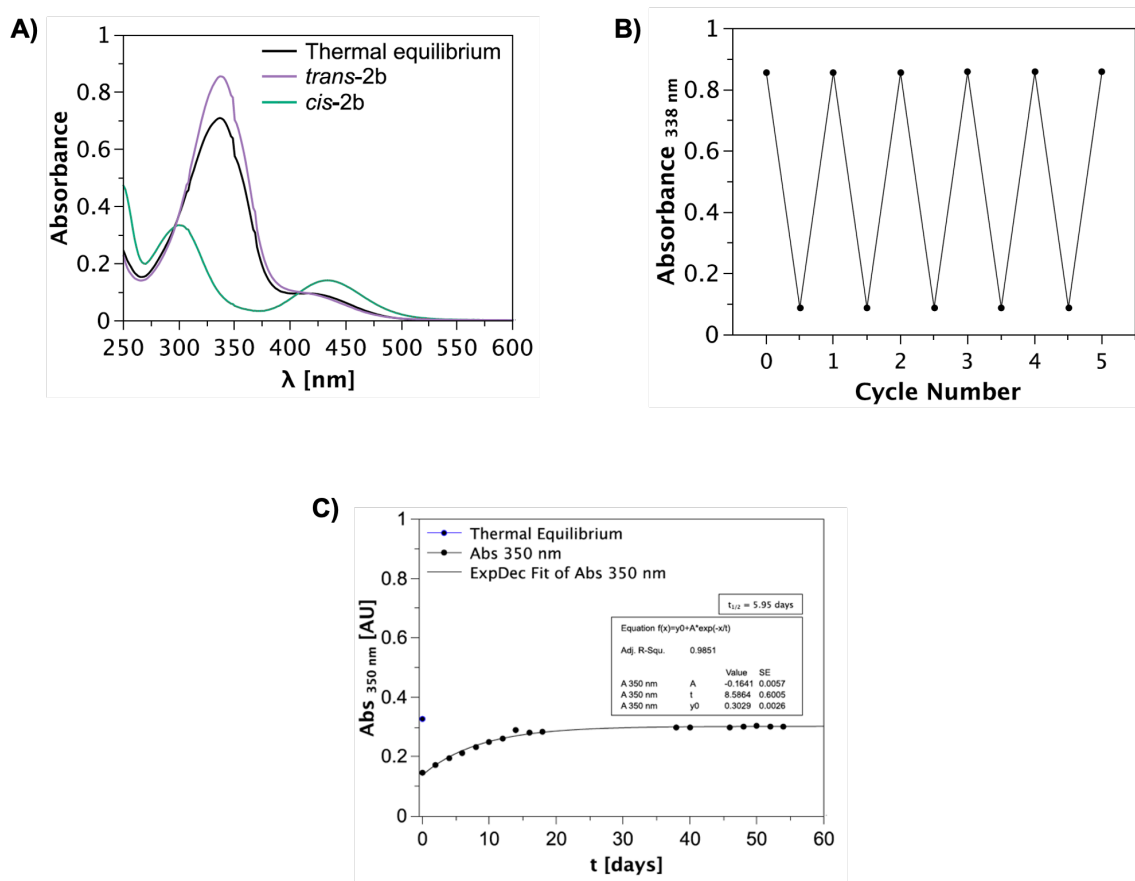 A)
Absorbance
1
0.8
0.6
0.4
0.2
0
250 300 350 400 450 500 550 600
λ [nm]
Thermal equilibrium
trans-2b
cis-2b
B)
Absorbance 338 nm
1
0.8
0.6
0.4
0.2
0
0 1 2 3 4 5
Cycle Number
C)
Abs 350 nm [AU]
1
0.8
0.6
0.4
0.2
0
0 10 20 30 40 50 60
t [days]
Thermal Equilibrium
Abs 350 nm
ExpDec Fit of Abs 350 nm
t1/2 = 5.95 days
Equation f(x)=y0+A*exp(-x/t)
Adj. R-Squ. 0.9851
Value SE
A 350 nm A -0.1641 0.0057
A 350 nm t 8.5864 0.6005
A 350 nm y0 0.3029 0.0026